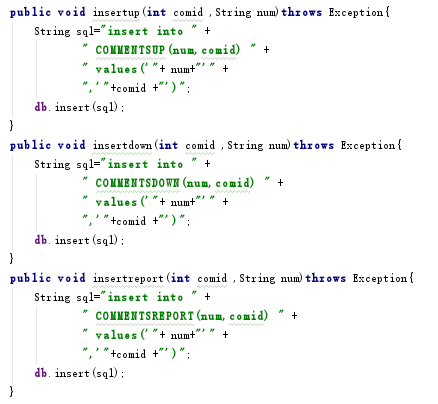 public void insertup(int comid ,String num)throws Exception{
String sql="insert into " +
" COMMENTSUP(num,comid) " +
" values('"+ num+"'" +
",'"+comid +"')";
db.insert(sql);
}
public void insertdown(int comid ,String num)throws Exception{
String sql="insert into " +
" COMMENTSDOWN(num,comid) " +
" values('"+ num+"'" +
",'"+comid +"')";
db.insert(sql);
}
public void insertreport(int comid ,String num)throws Exception{
String sql="insert into " +
" COMMENTSREPORT(num,comid) " +
" values('"+ num+"'" +
",'"+comid +"')";
db.insert(sql);
}